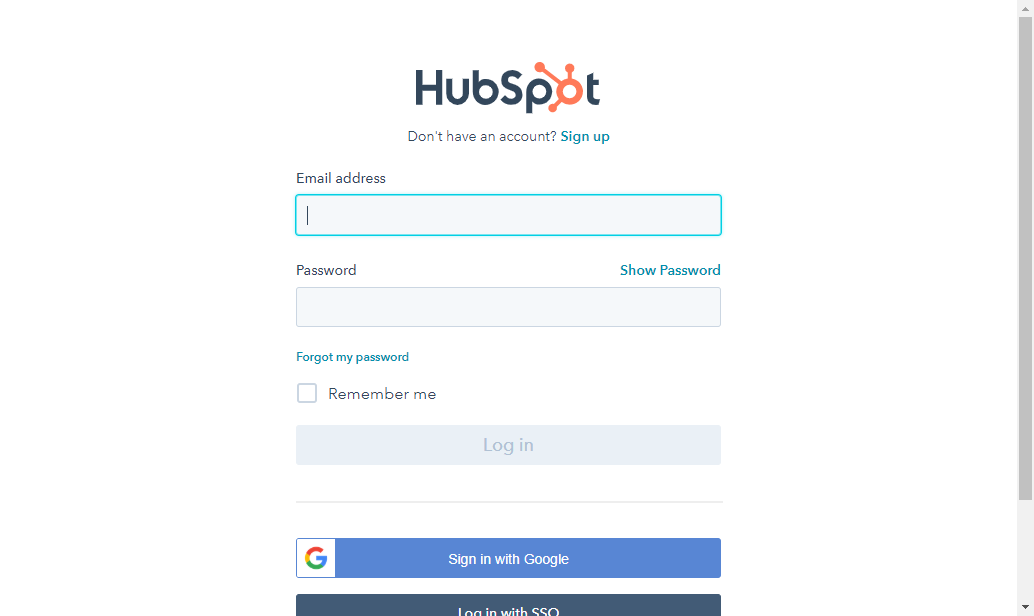 HubSpot
Don't have an account? Sign up
Email address
Password
Show Password
Forgot my password
Remember me
Log in
Sign in with Google
Log in with SSO